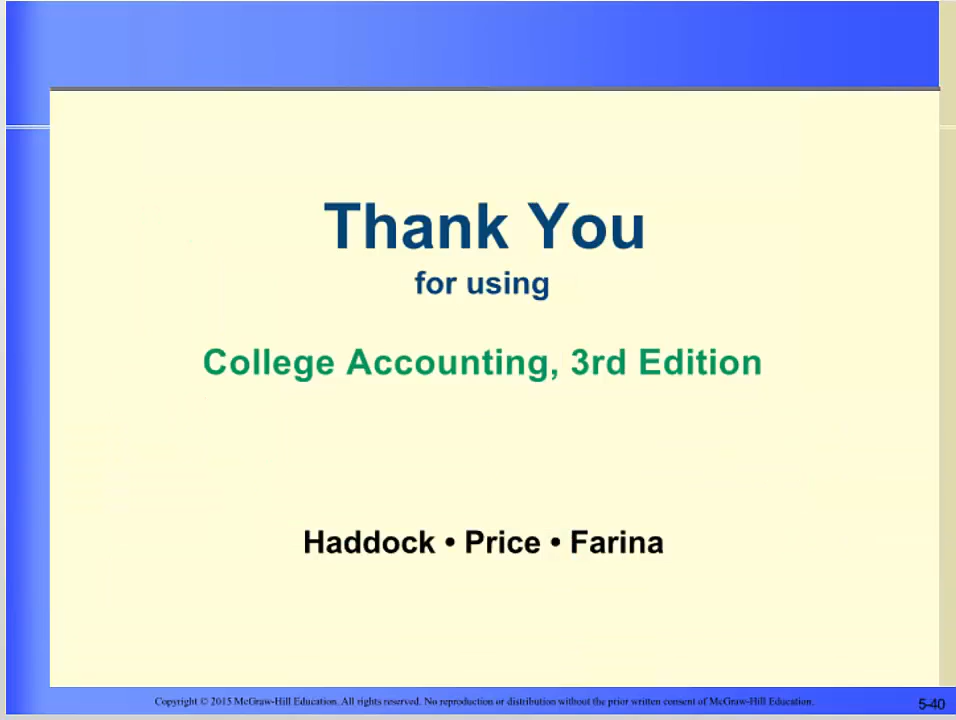 Thank You
for using
College Accounting, 3rd Edition
Haddock • Price • Farina
Copyright © 2015 McGraw-Hill Education. All rights reserved. No reproduction or distribution without the prior written consent of McGraw-Hill Education.
5-40